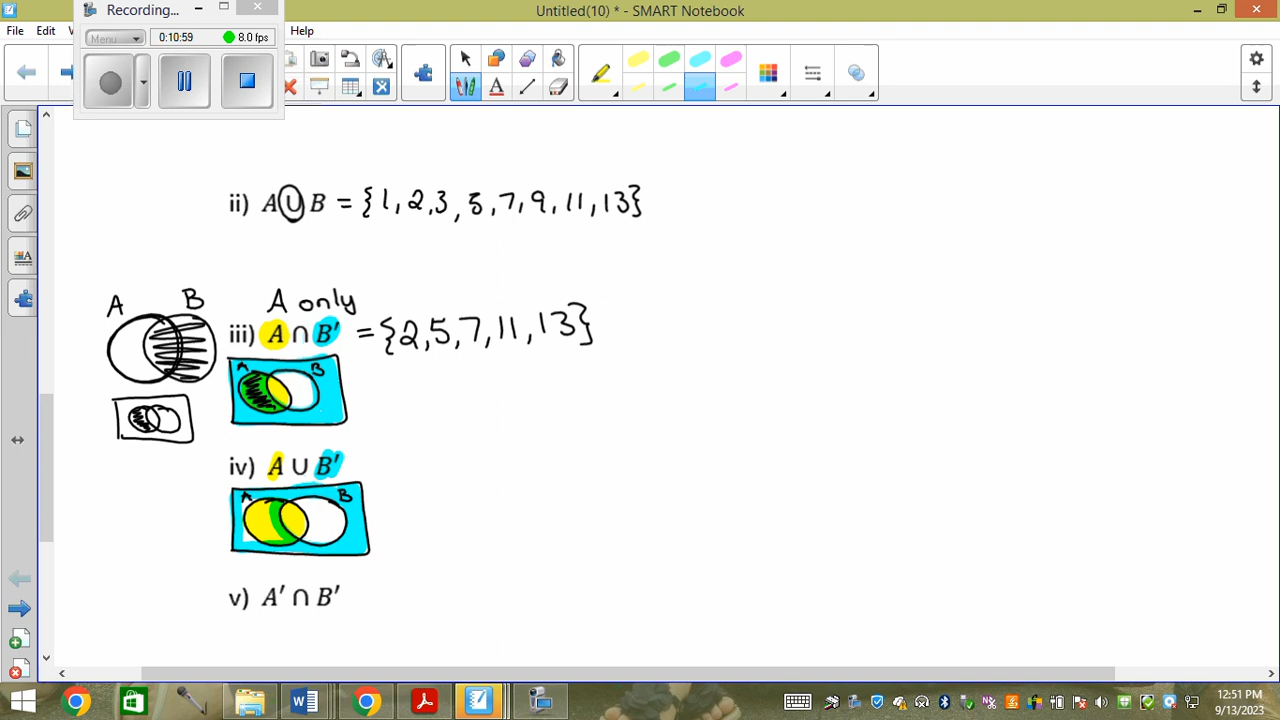 Recording...
Untitled(10) * - SMART Notebook
File Edit Help
Menu 0:10:59 8.0 fps
ii) A ∪ B = {1, 2, 3, 5, 7, 9, 11, 13}
A B A only
iii) A ∩ B′ = {2, 5, 7, 11, 13}
A B
iv) A ∪ B′
A B
v) A′ ∩ B′
12:51 PM
9/13/2023